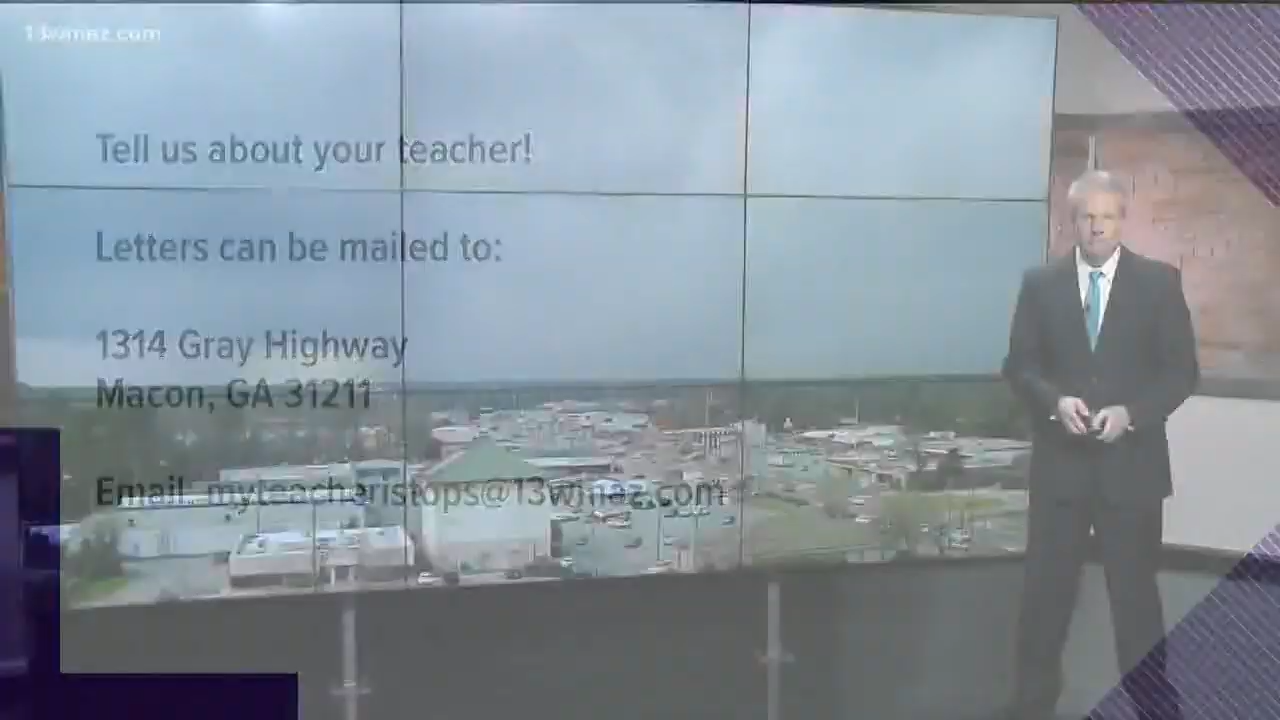 13wmaz.com
Tell us about your teacher!
Letters can be mailed to:
1314 Gray Highway
Macon, GA 31211
Email: myteacheristops@13wmaz.com